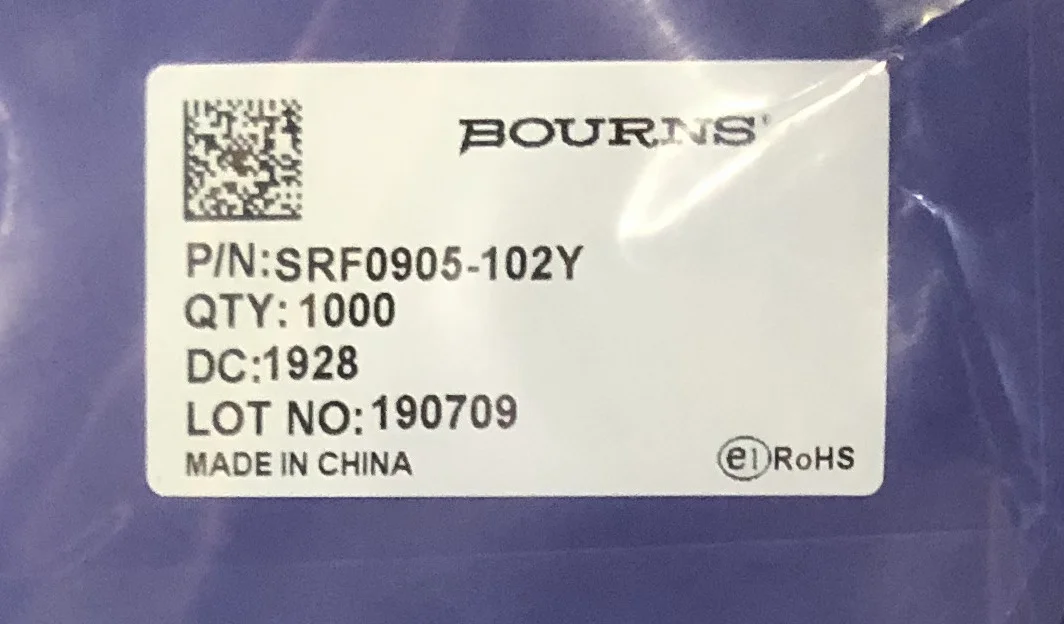 BOURNS®
P/N:SRF0905-102Y
QTY: 1000
DC:1928
LOT NO: 190709
MADE IN CHINA
e1 RoHS